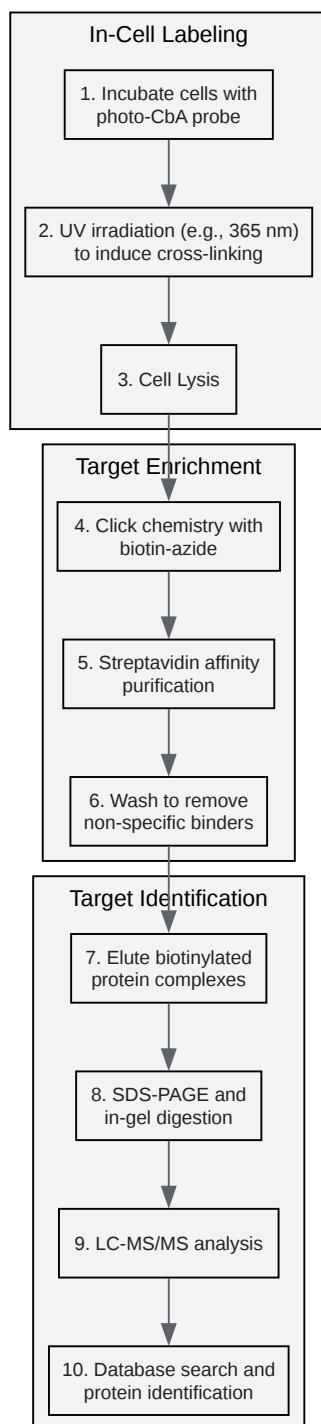 In-Cell Labeling
1. Incubate cells with
photo-CbA probe
2. UV irradiation (e.g., 365 nm)
to induce cross-linking
3. Cell Lysis
Target Enrichment
4. Click chemistry with
biotin-azide
5. Streptavidin affinity
purification
6. Wash to remove
non-specific binders
Target Identification
7. Elute biotinylated
protein complexes
8. SDS-PAGE and
in-gel digestion
9. LC-MS/MS analysis
10. Database search and
protein identification